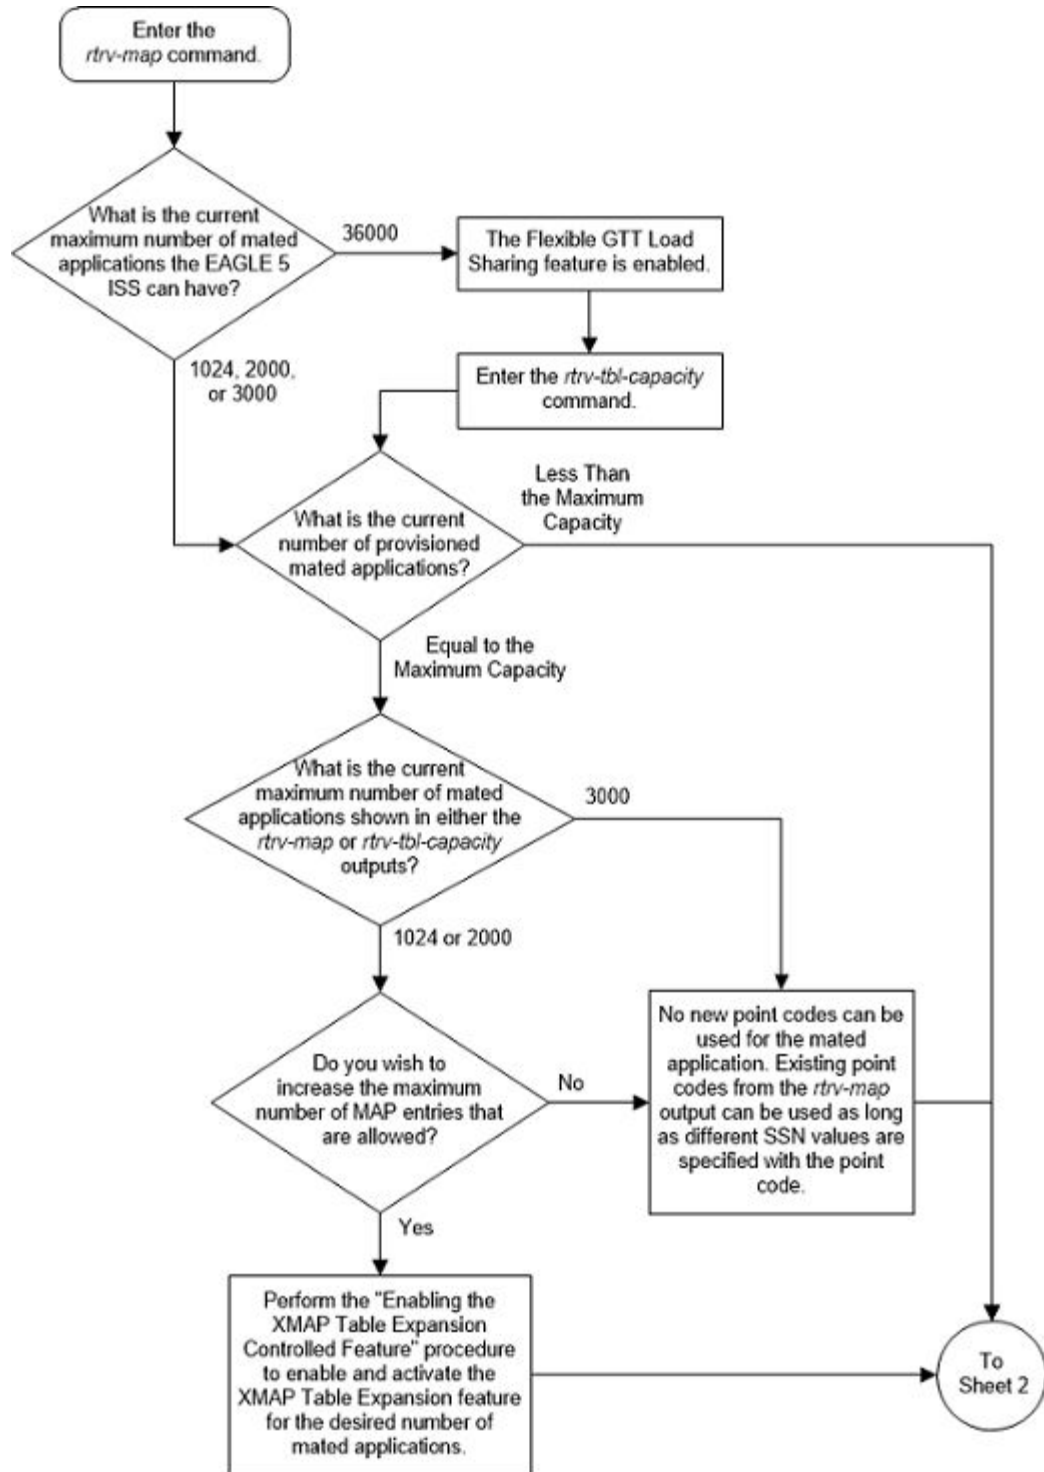 Enter the
rtrv-map command.
What is the current
maximum number of mated
applications the EAGLE 5
ISS can have?
36000
The Flexible GTT Load
Sharing feature is enabled.
1024, 2000,
or 3000
Enter the rtrv-tbl-capacity
command.
Less Than
the Maximum
Capacity
What is the current
number of provisioned
mated applications?
Equal to the
Maximum Capacity
What is the current
maximum number of mated
applications shown in either the
rtrv-map or rtrv-tbl-capacity
outputs?
3000
1024 or 2000
Do you wish to
increase the maximum
number of MAP entries that
are allowed?
No
No new point codes can be
used for the mated
application. Existing point
codes from the rtrv-map
output can be used as long
as different SSN values are
specified with the point
code.
Yes
Perform the "Enabling the
XMAP Table Expansion
Controlled Feature" procedure
to enable and activate the
XMAP Table Expansion feature
for the desired number of
mated applications.
To
Sheet 2